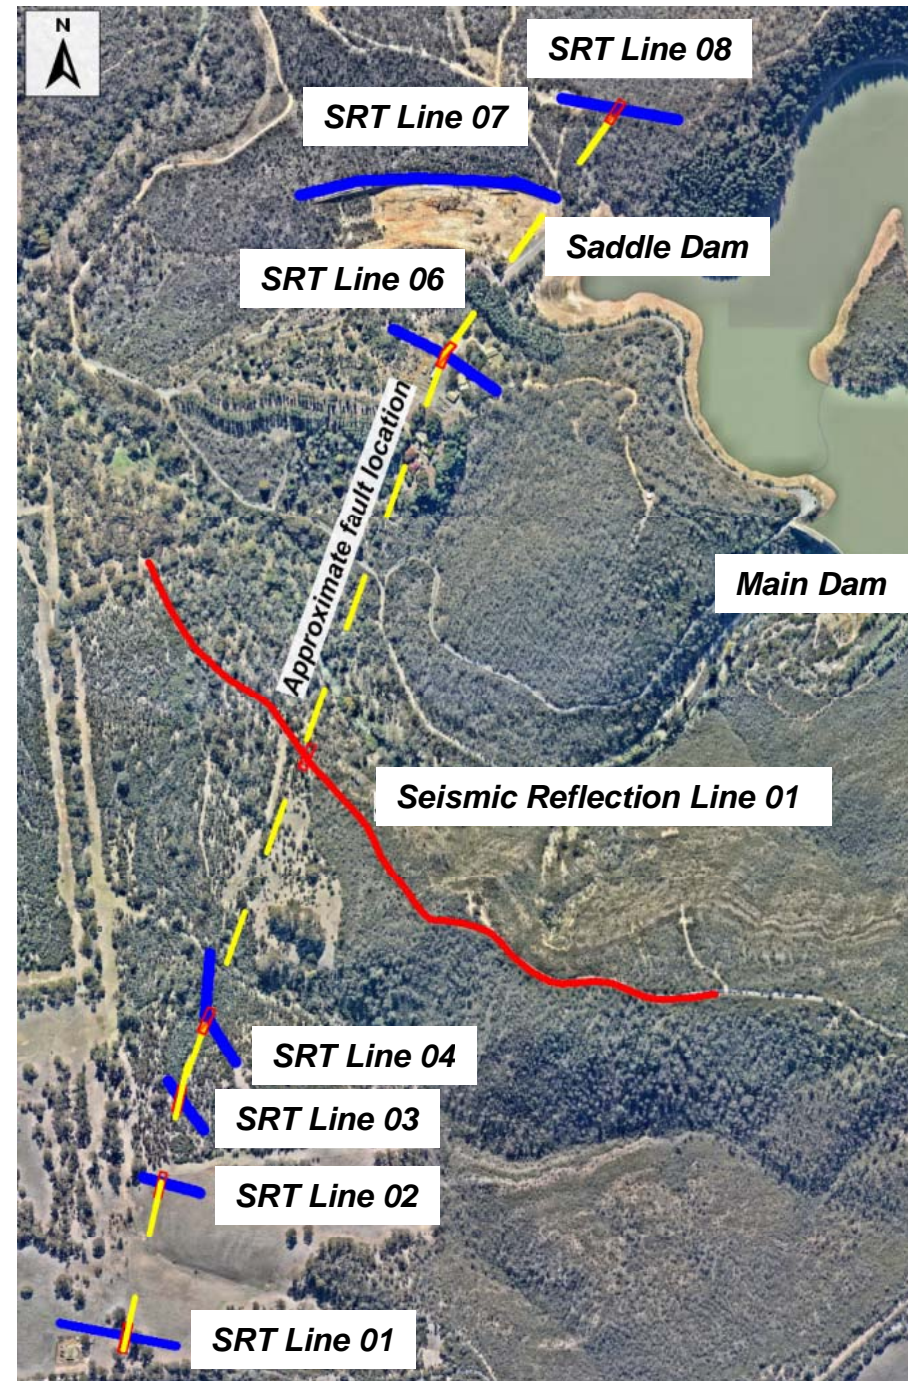 N
SRT Line 08
SRT Line 07
Saddle Dam
SRT Line 06
Approximate fault location
Main Dam
Seismic Reflection Line 01
SRT Line 04
SRT Line 03
SRT Line 02
SRT Line 01